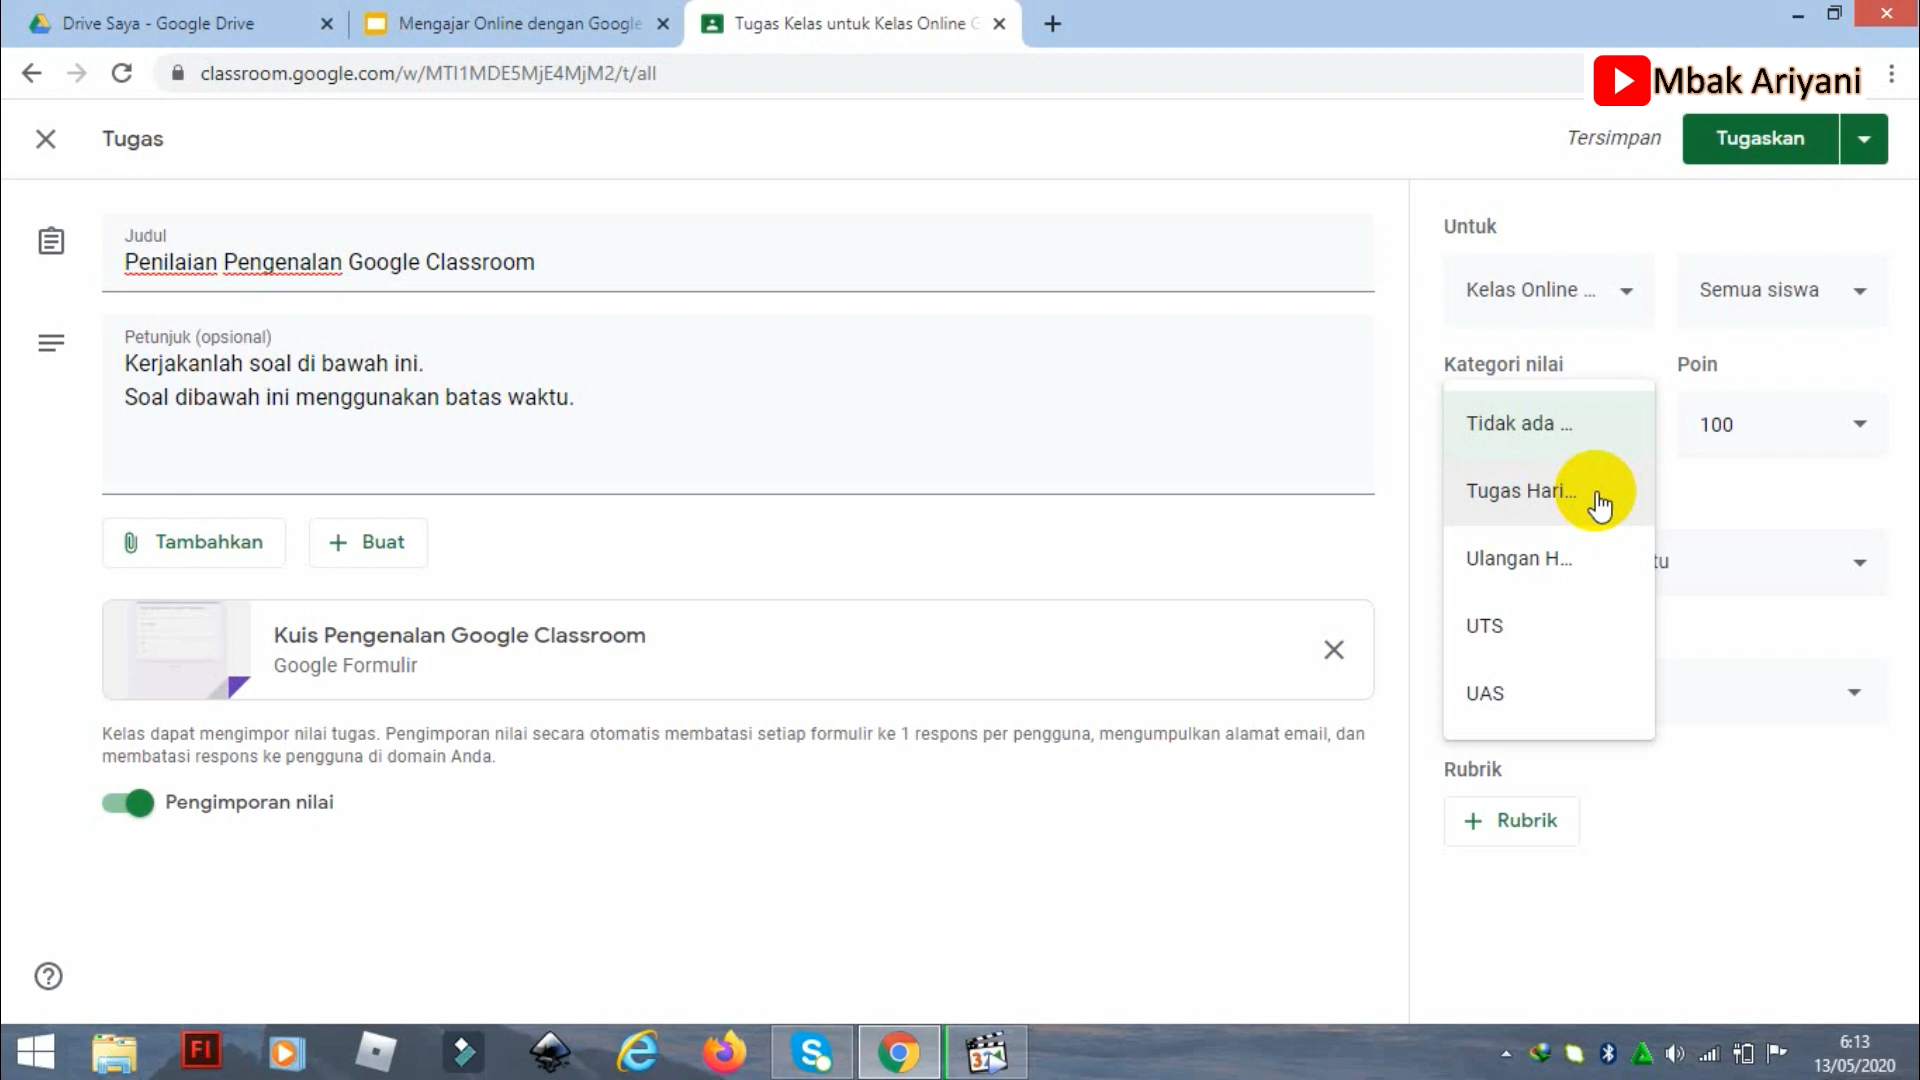 Drive Saya - Google Drive
Mengajar Online dengan Google
Tugas Kelas untuk Kelas Online G
classroom.google.com/w/MTI1MDE5MjE4MjM2/t/all
Mbak Ariyani
Tugas
Tersimpan
Tugaskan
Judul
Penilaian Pengenalan Google Classroom
Petunjuk (opsional)
Kerjakanlah soal di bawah ini.
Soal dibawah ini menggunakan batas waktu.
Tambahkan
Buat
Kuis Pengenalan Google Classroom
Google Formulir
Kelas dapat mengimpor nilai tugas. Pengimporan nilai secara otomatis membatasi setiap formulir ke 1 respons per pengguna, mengumpulkan alamat email, dan
membatasi respons ke pengguna di domain Anda.
Pengimporan nilai
Untuk
Kelas Online ...
Semua siswa
Kategori nilai
Poin
Tidak ada ...
100
Tugas Hari...
Ulangan H...
tu
UTS
UAS
Rubrik
Rubrik
Fl
37
6:13
13/05/2020